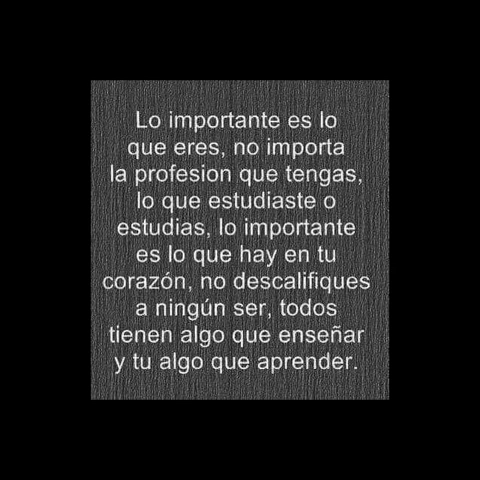 Lo importante es lo
que eres, no importa
la profesion que tengas,
lo que estudiaste o
estudias, lo importante
es lo que hay en tu
corazón, no descalifiques
a ningún ser, todos
tienen algo que enseñar
y tu algo que aprender.